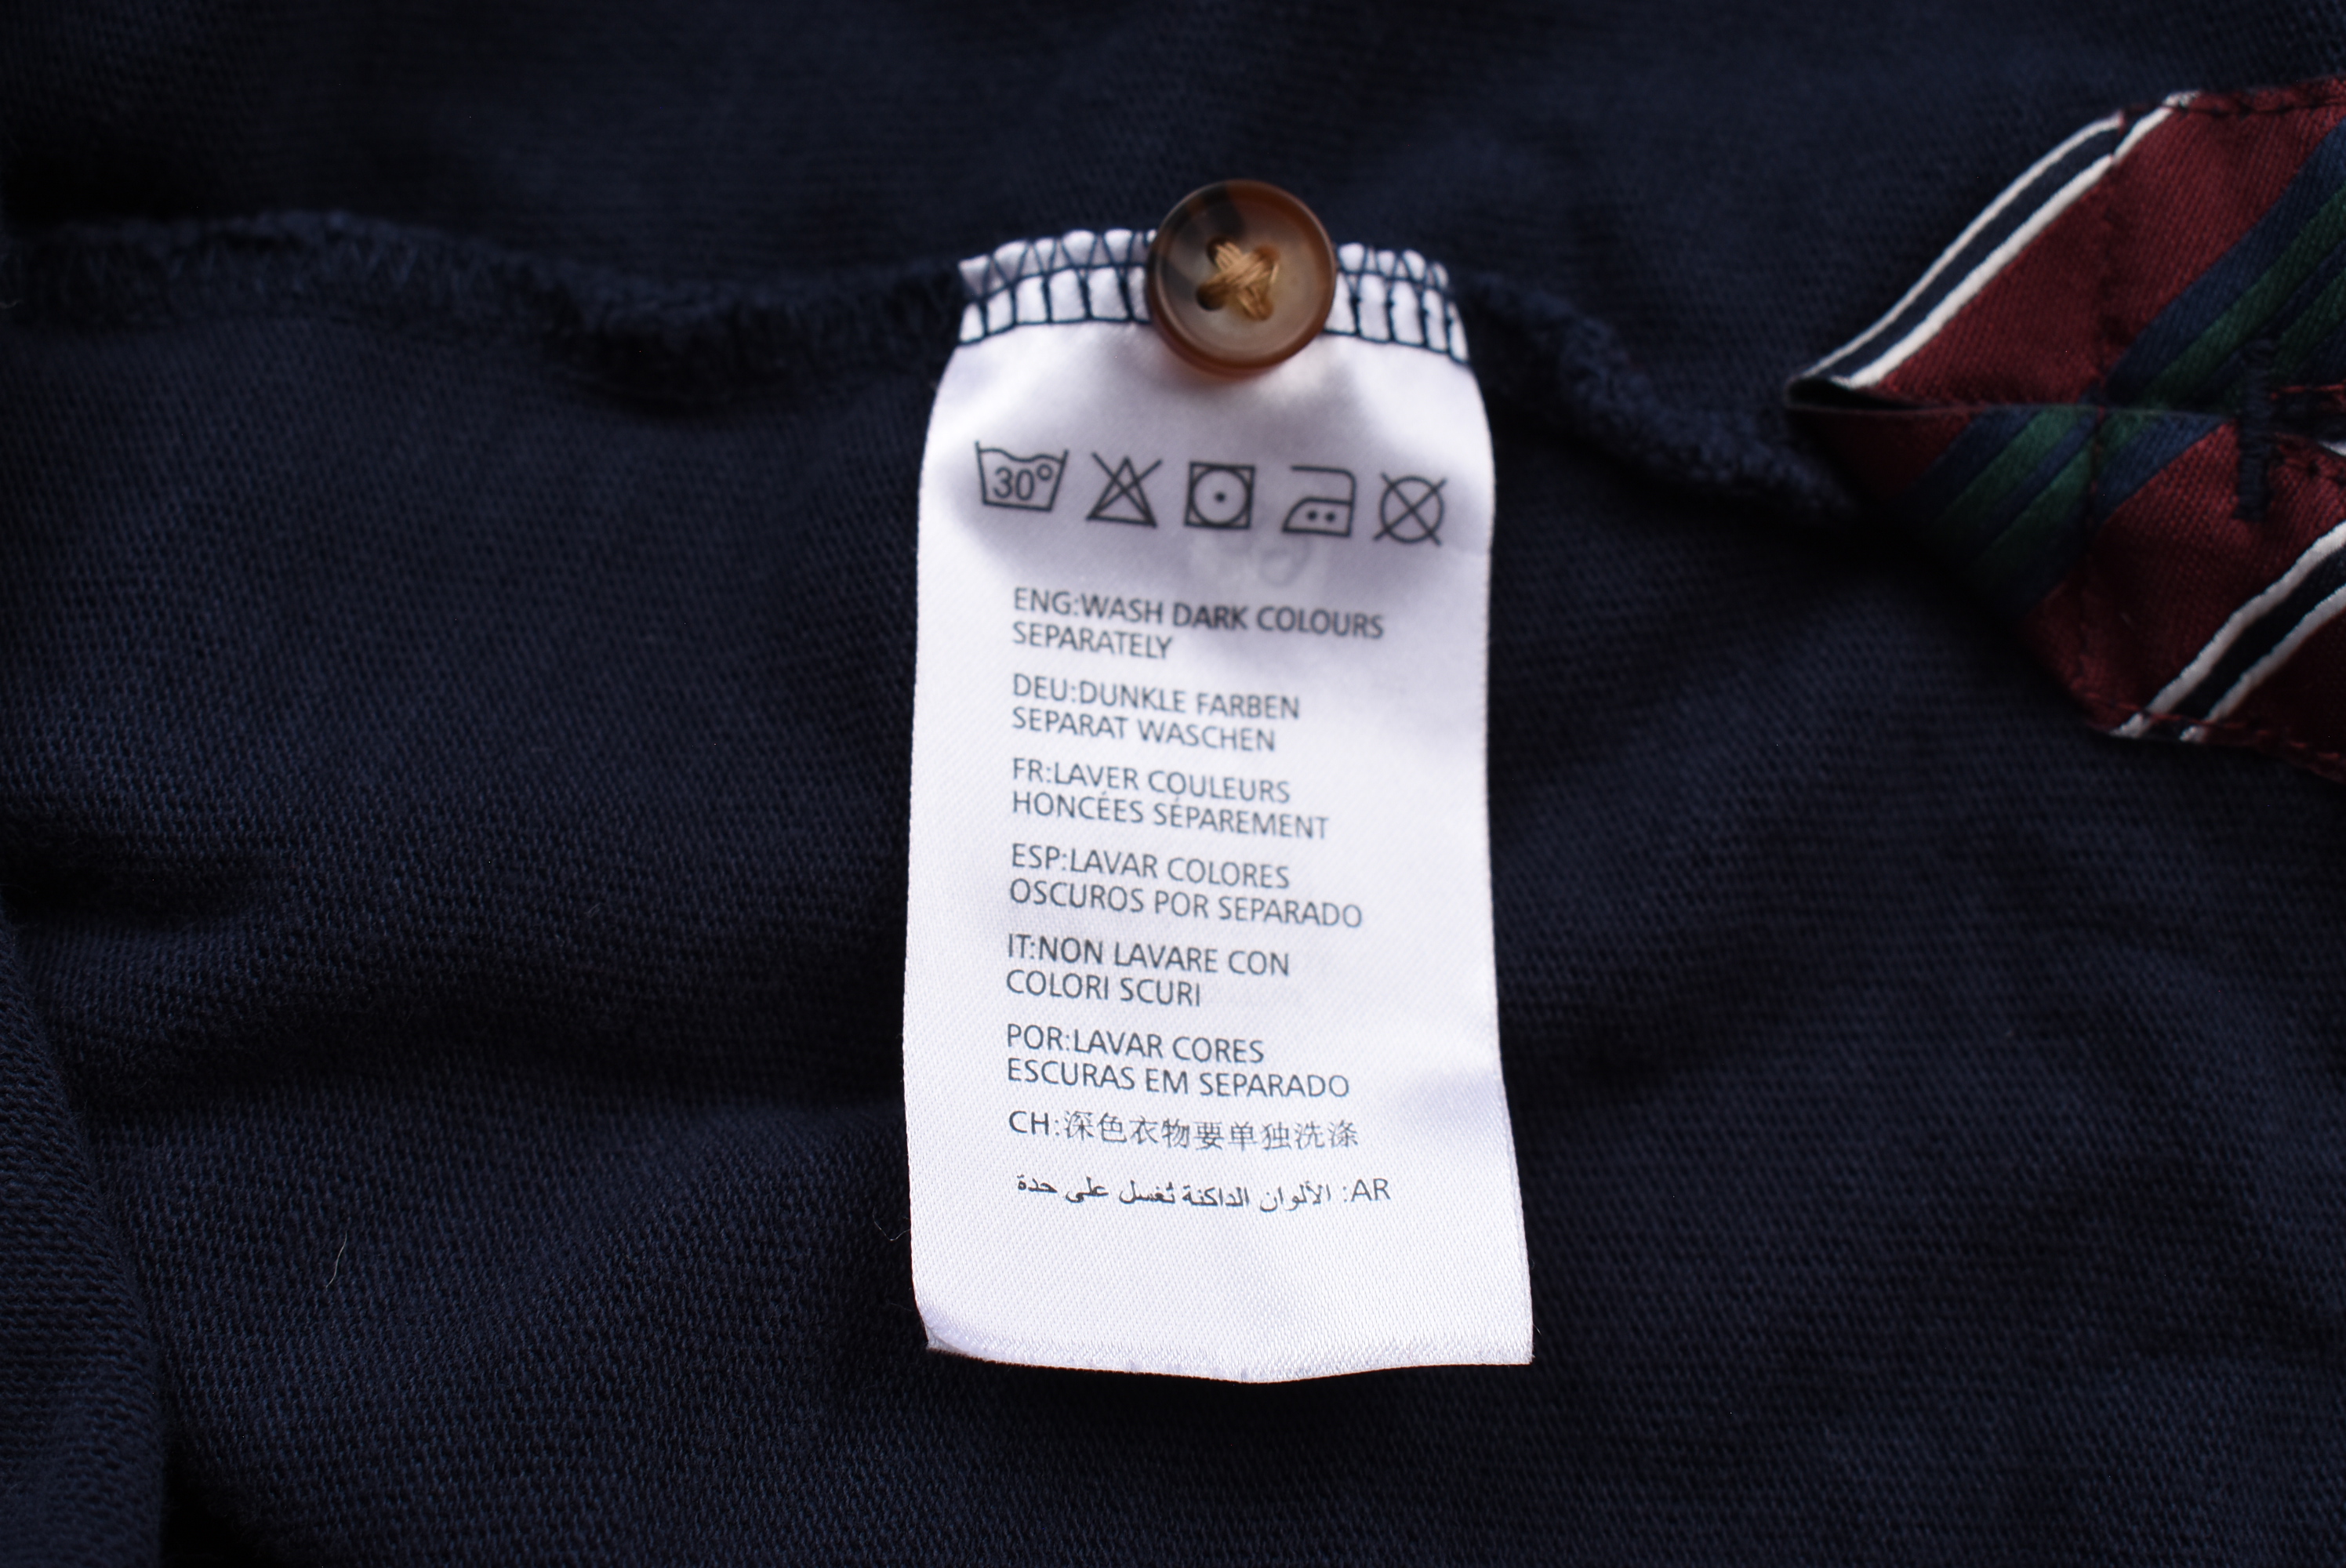 30°
ENG:WASH DARK COLOURS
SEPARATELY
DEU:DUNKLE FARBEN
SEPARAT WASCHEN
FR:LAVER COULEURS
HONCÉES SÉPAREMENT
ESP:LAVAR COLORES
OSCUROS POR SEPARADO
IT:NON LAVARE CON
COLORI SCURI
POR:LAVAR CORES
ESCURAS EM SEPARADO
CH:深色衣物要单独洗涤
AR: الألوان الداكنة تُغسل على حدة